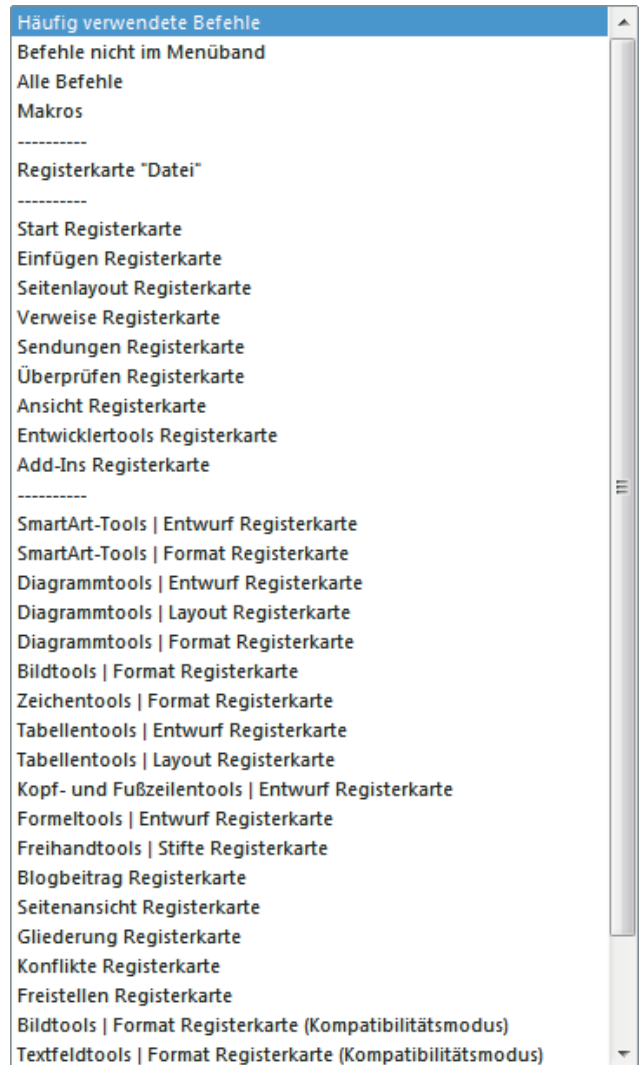 Häufig verwendete Befehle
Befehle nicht im Menüband
Alle Befehle
Makros
----------
Registerkarte "Datei"
----------
Start Registerkarte
Einfügen Registerkarte
Seitenlayout Registerkarte
Verweise Registerkarte
Sendungen Registerkarte
Überprüfen Registerkarte
Ansicht Registerkarte
Entwicklertools Registerkarte
Add-Ins Registerkarte
----------
SmartArt-Tools | Entwurf Registerkarte
SmartArt-Tools | Format Registerkarte
Diagrammtools | Entwurf Registerkarte
Diagrammtools | Layout Registerkarte
Diagrammtools | Format Registerkarte
Bildtools | Format Registerkarte
Zeichentools | Format Registerkarte
Tabellentools | Entwurf Registerkarte
Tabellentools | Layout Registerkarte
Kopf- und Fußzeilentools | Entwurf Registerkarte
Formeltools | Entwurf Registerkarte
Freihandtools | Stifte Registerkarte
Blogbeitrag Registerkarte
Seitenansicht Registerkarte
Gliederung Registerkarte
Konflikte Registerkarte
Freistellen Registerkarte
Bildtools | Format Registerkarte (Kompatibilitätsmodus)
Textfeldtools | Format Registerkarte (Kompatibilitätsmodus)